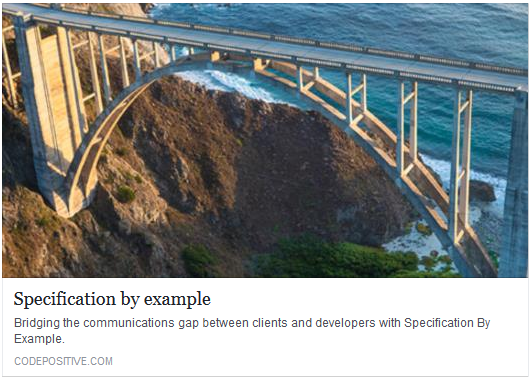 Specification by example
Bridging the communications gap between clients and developers with Specification By
Example.
CODEPOSITIVE.COM